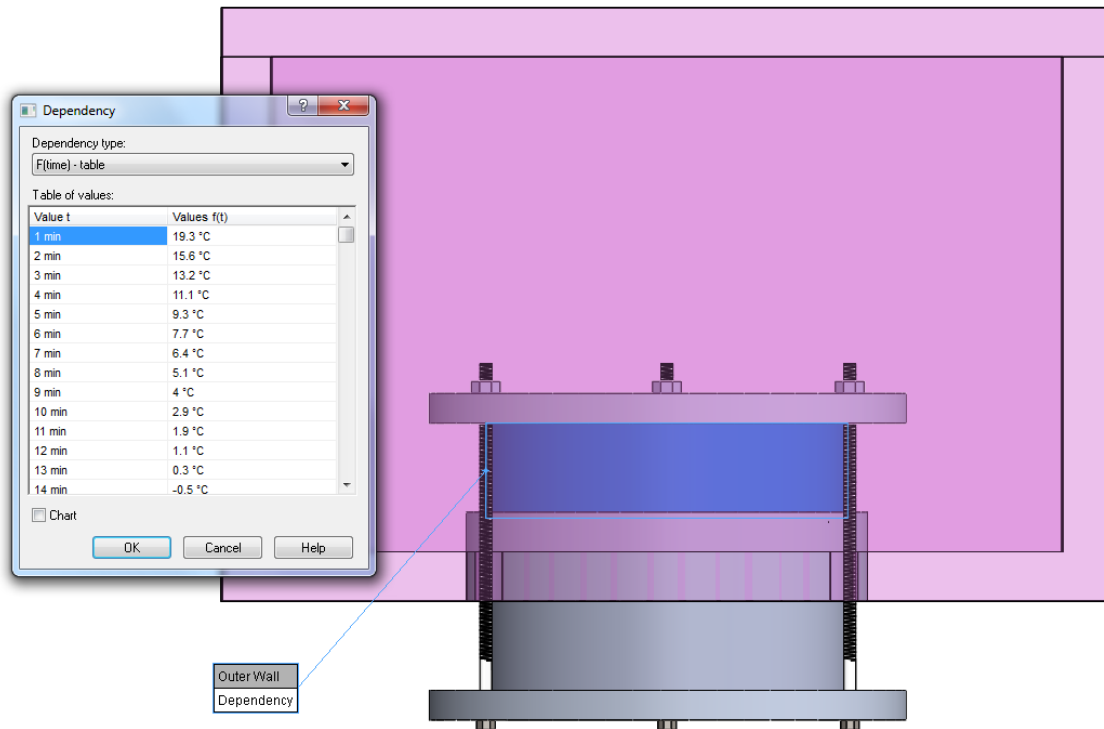 Dependency
Dependency type:
F(time) - table
Table of values:
Value t Values f(t)
1 min 19.3 °C
2 min 15.6 °C
3 min 13.2 °C
4 min 11.1 °C
5 min 9.3 °C
6 min 7.7 °C
7 min 6.4 °C
8 min 5.1 °C
9 min 4 °C
10 min 2.9 °C
11 min 1.9 °C
12 min 1.1 °C
13 min 0.3 °C
14 min -0.5 °C
Chart
OK Cancel Help
Outer Wall
Dependency